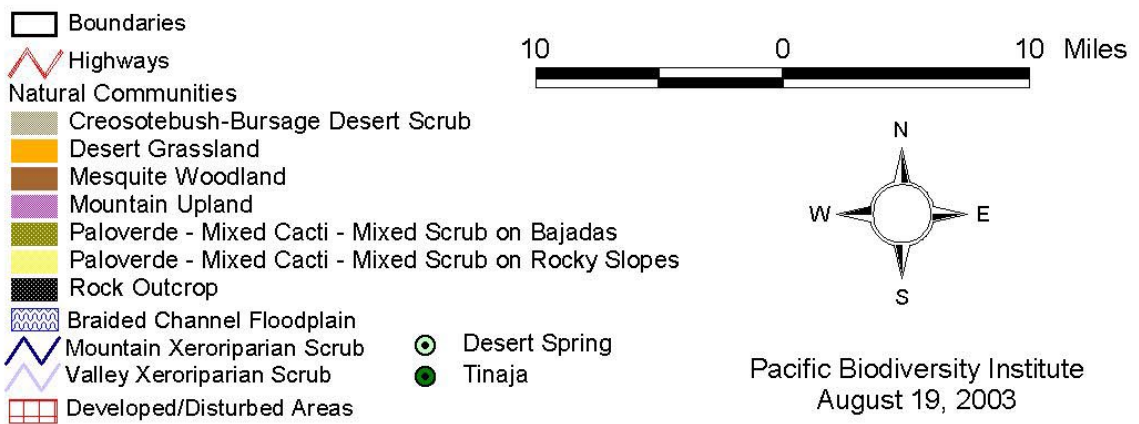 Boundaries
Highways
Natural Communities
Creosotebush-Bursage Desert Scrub
Desert Grassland
Mesquite Woodland
Mountain Upland
Paloverde - Mixed Cacti - Mixed Scrub on Bajadas
Paloverde - Mixed Cacti - Mixed Scrub on Rocky Slopes
Rock Outcrop
Braided Channel Floodplain
Mountain Xeroriparian Scrub
Valley Xeroriparian Scrub
Developed/Disturbed Areas
Desert Spring
Tinaja
10 0 10 Miles
N
W E
S
Pacific Biodiversity Institute
August 19, 2003